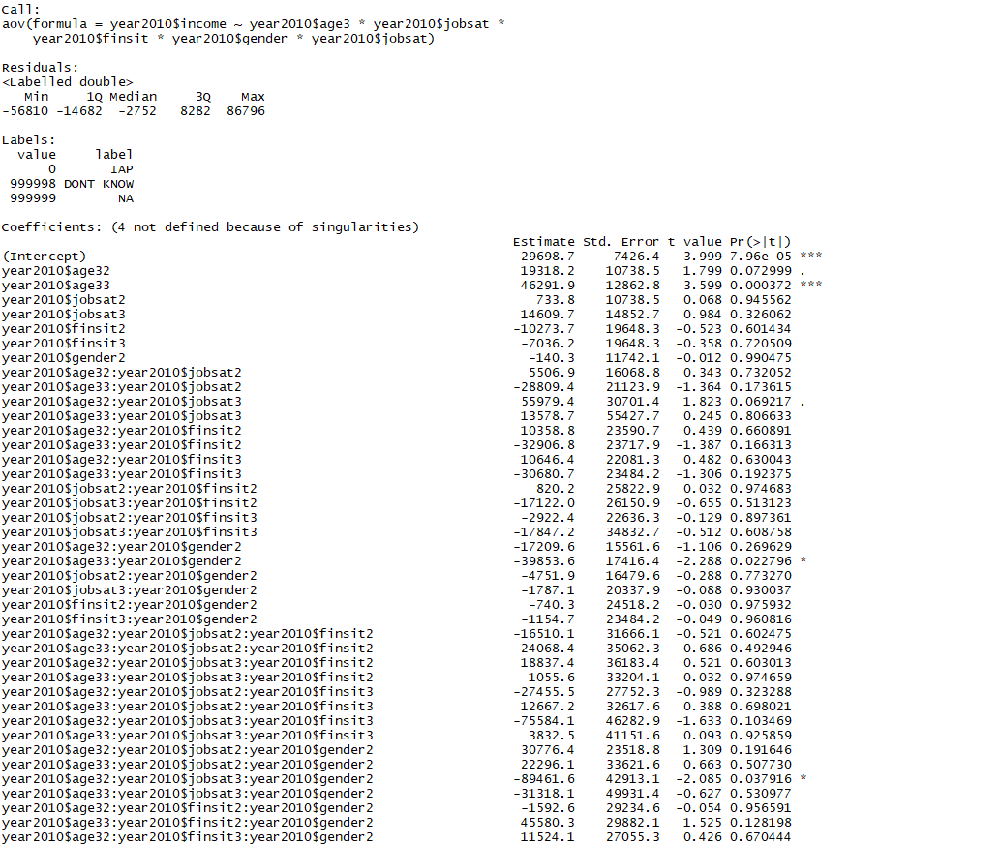 Call:
aov(formula = year2010$income ~ year2010$age3 * year2010$jobsat *
    year2010$finsit * year2010$gender * year2010$jobsat)
Residuals:
<Labelled double>
   Min     1Q Median     3Q    Max
-56810 -14682  -2752   8282  86796
Labels:
  value     label
      0       IAP
 999998 DONT KNOW
 999999        NA
Coefficients: (4 not defined because of singularities)
Estimate Std. Error t value Pr(>|t|)
(Intercept) 29698.7 7426.4 3.999 7.96e-05 ***
year2010$age32 19318.2 10738.5 1.799 0.072999 .
year2010$age33 46291.9 12862.8 3.599 0.000372 ***
year2010$jobsat2 733.8 10738.5 0.068 0.945562
year2010$jobsat3 14609.7 14852.7 0.984 0.326062
year2010$finsit2 -10273.7 19648.3 -0.523 0.601434
year2010$finsit3 -7036.2 19648.3 -0.358 0.720509
year2010$gender2 -140.3 11742.1 -0.012 0.990475
year2010$age32:year2010$jobsat2 5506.9 16068.8 0.343 0.732052
year2010$age33:year2010$jobsat2 -28809.4 21123.9 -1.364 0.173615
year2010$age32:year2010$jobsat3 55979.4 30701.4 1.823 0.069217 .
year2010$age33:year2010$jobsat3 13578.7 55427.7 0.245 0.806633
year2010$age32:year2010$finsit2 10358.8 23590.7 0.439 0.660891
year2010$age33:year2010$finsit2 -32906.8 23717.9 -1.387 0.166313
year2010$age32:year2010$finsit3 10646.4 22081.3 0.482 0.630043
year2010$age33:year2010$finsit3 -30680.7 23484.2 -1.306 0.192375
year2010$jobsat2:year2010$finsit2 820.2 25822.9 0.032 0.974683
year2010$jobsat3:year2010$finsit2 -17122.0 26150.9 -0.655 0.513123
year2010$jobsat2:year2010$finsit3 -2922.4 22636.3 -0.129 0.897361
year2010$jobsat3:year2010$finsit3 -17847.2 34832.7 -0.512 0.608758
year2010$age32:year2010$gender2 -17209.6 15561.6 -1.106 0.269629
year2010$age33:year2010$gender2 -39853.6 17416.4 -2.288 0.022796 *
year2010$jobsat2:year2010$gender2 -4751.9 16479.6 -0.288 0.773270
year2010$jobsat3:year2010$gender2 -1787.1 20337.9 -0.088 0.930037
year2010$finsit2:year2010$gender2 -740.3 24518.2 -0.030 0.975932
year2010$finsit3:year2010$gender2 -1154.7 23484.2 -0.049 0.960816
year2010$age32:year2010$jobsat2:year2010$finsit2 -16510.1 31666.1 -0.521 0.602475
year2010$age33:year2010$jobsat2:year2010$finsit2 24068.4 35062.3 0.686 0.492946
year2010$age32:year2010$jobsat3:year2010$finsit2 18837.4 36183.4 0.521 0.603013
year2010$age33:year2010$jobsat3:year2010$finsit2 1055.6 33204.1 0.032 0.974659
year2010$age32:year2010$jobsat2:year2010$finsit3 -27455.5 27752.3 -0.989 0.323288
year2010$age33:year2010$jobsat2:year2010$finsit3 12667.2 32617.6 0.388 0.698021
year2010$age32:year2010$jobsat3:year2010$finsit3 -75584.1 46282.9 -1.633 0.103469
year2010$age33:year2010$jobsat3:year2010$finsit3 3832.5 41151.6 0.093 0.925859
year2010$age32:year2010$jobsat2:year2010$gender2 30776.4 23518.8 1.309 0.191646
year2010$age33:year2010$jobsat2:year2010$gender2 22296.1 33621.6 0.663 0.507730
year2010$age32:year2010$jobsat3:year2010$gender2 -89461.6 42913.1 -2.085 0.037916 *
year2010$age33:year2010$jobsat3:year2010$gender2 -31318.1 49931.4 -0.627 0.530977
year2010$age32:year2010$finsit2:year2010$gender2 -1592.6 29234.6 -0.054 0.956591
year2010$age33:year2010$finsit2:year2010$gender2 45580.3 29882.1 1.525 0.128198
year2010$age32:year2010$finsit3:year2010$gender2 11524.1 27055.3 0.426 0.670444